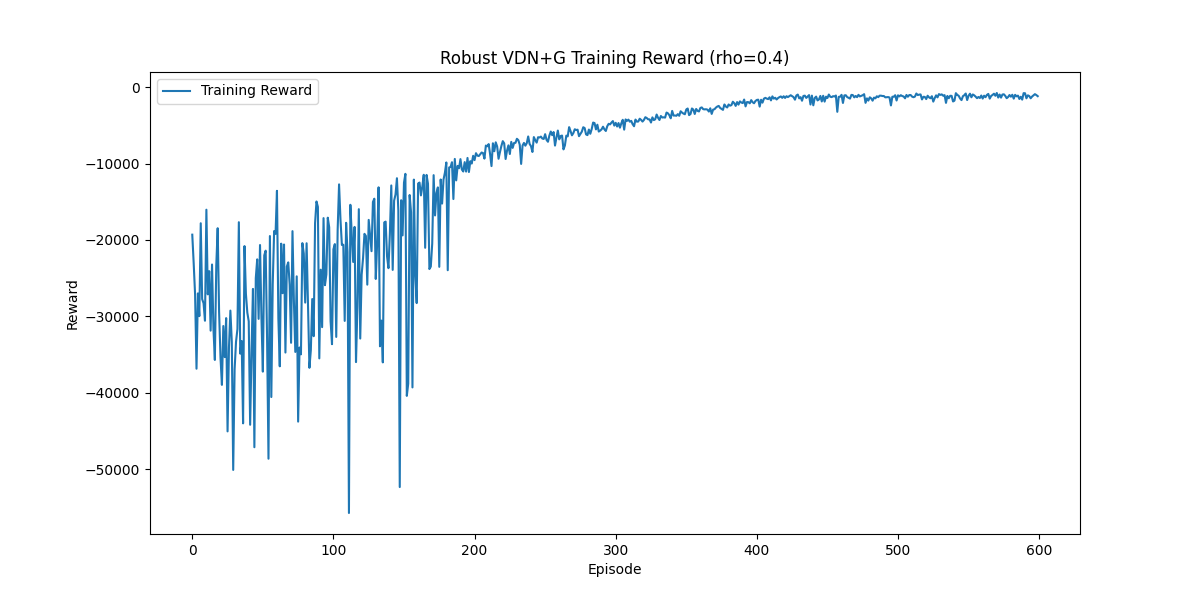 Robust VDN+G Training Reward (rho=0.4)
Training Reward
0
−10000
−20000
−30000
−40000
−50000
Reward
0 100 200 300 400 500 600
Episode